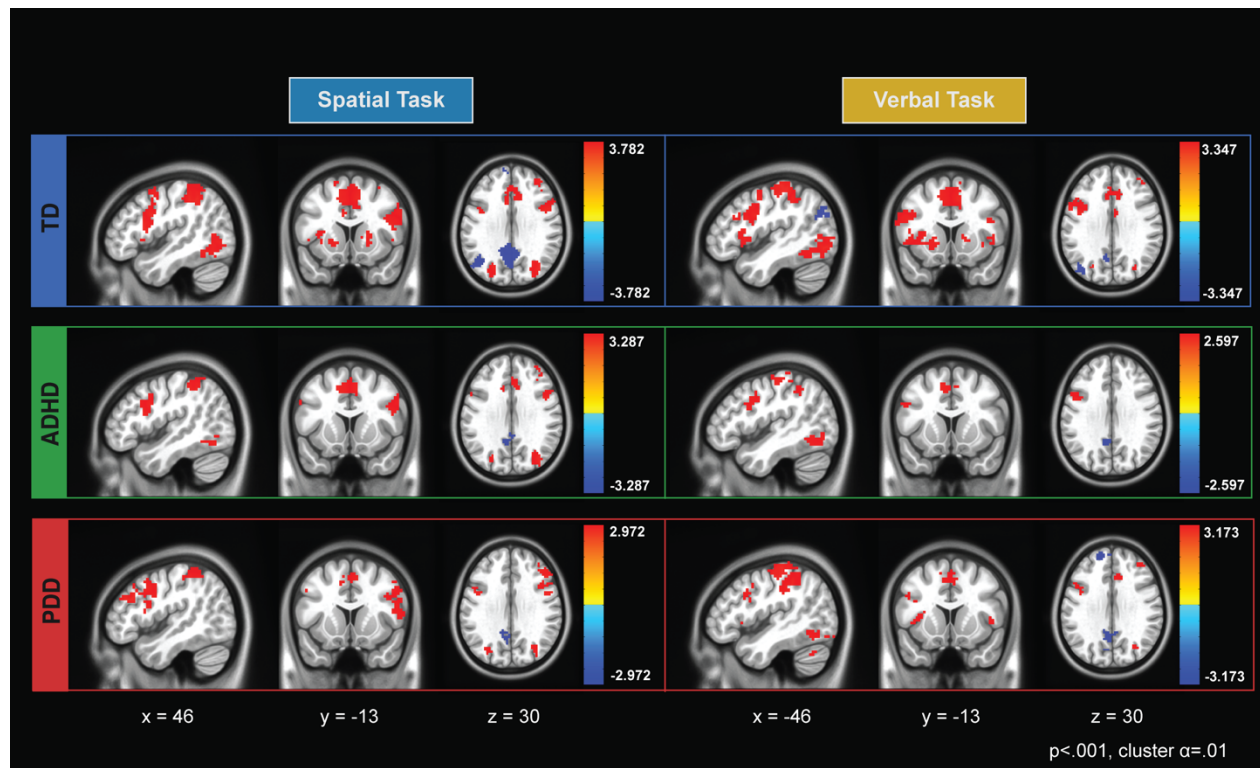 Spatial Task
Verbal Task
TD
3.782
-3.782
3.347
-3.347
ADHD
3.287
-3.287
2.597
-2.597
PDD
2.972
-2.972
3.173
-3.173
x = 46
y = -13
z = 30
x = -46
y = -13
z = 30
p<.001, cluster α=.01